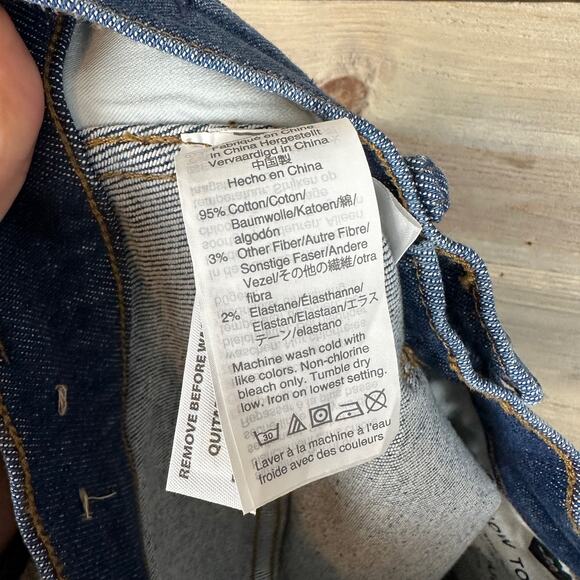 Fabriqué en Chine
In China Hergestellt
Vervaardigd In China
中国製
Hecho en China
95% Cotton/Coton/
Baumwolle/Katoen/綿/
algodón
3% Other Fiber/Autre Fibre/
Sonstige Faser/Andere
Vezel/その他の繊維/otra
fibra
2% Elastane/Élasthanne/
Elastan/Elastaan/エラス
テーン/elastano
Machine wash cold with
like colors. Non-chlorine
bleach only. Tumble dry
low. Iron on lowest setting.
30
Laver à la machine à l'eau
froide avec des couleurs
REMOVE BEFORE WA
QUITA